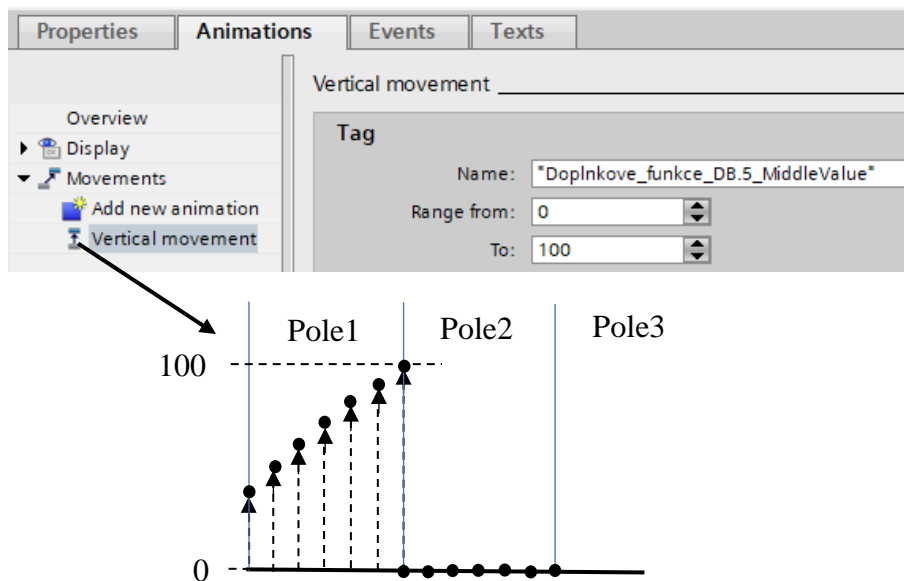 Properties Animations Events Texts
Vertical movement
Overview
Display
Movements
Add new animation
Vertical movement
Tag
Name: "Doplnkove_funkce_DB.5_MiddleValue"
Range from: 0
To: 100
Pole1 Pole2 Pole3
100
0